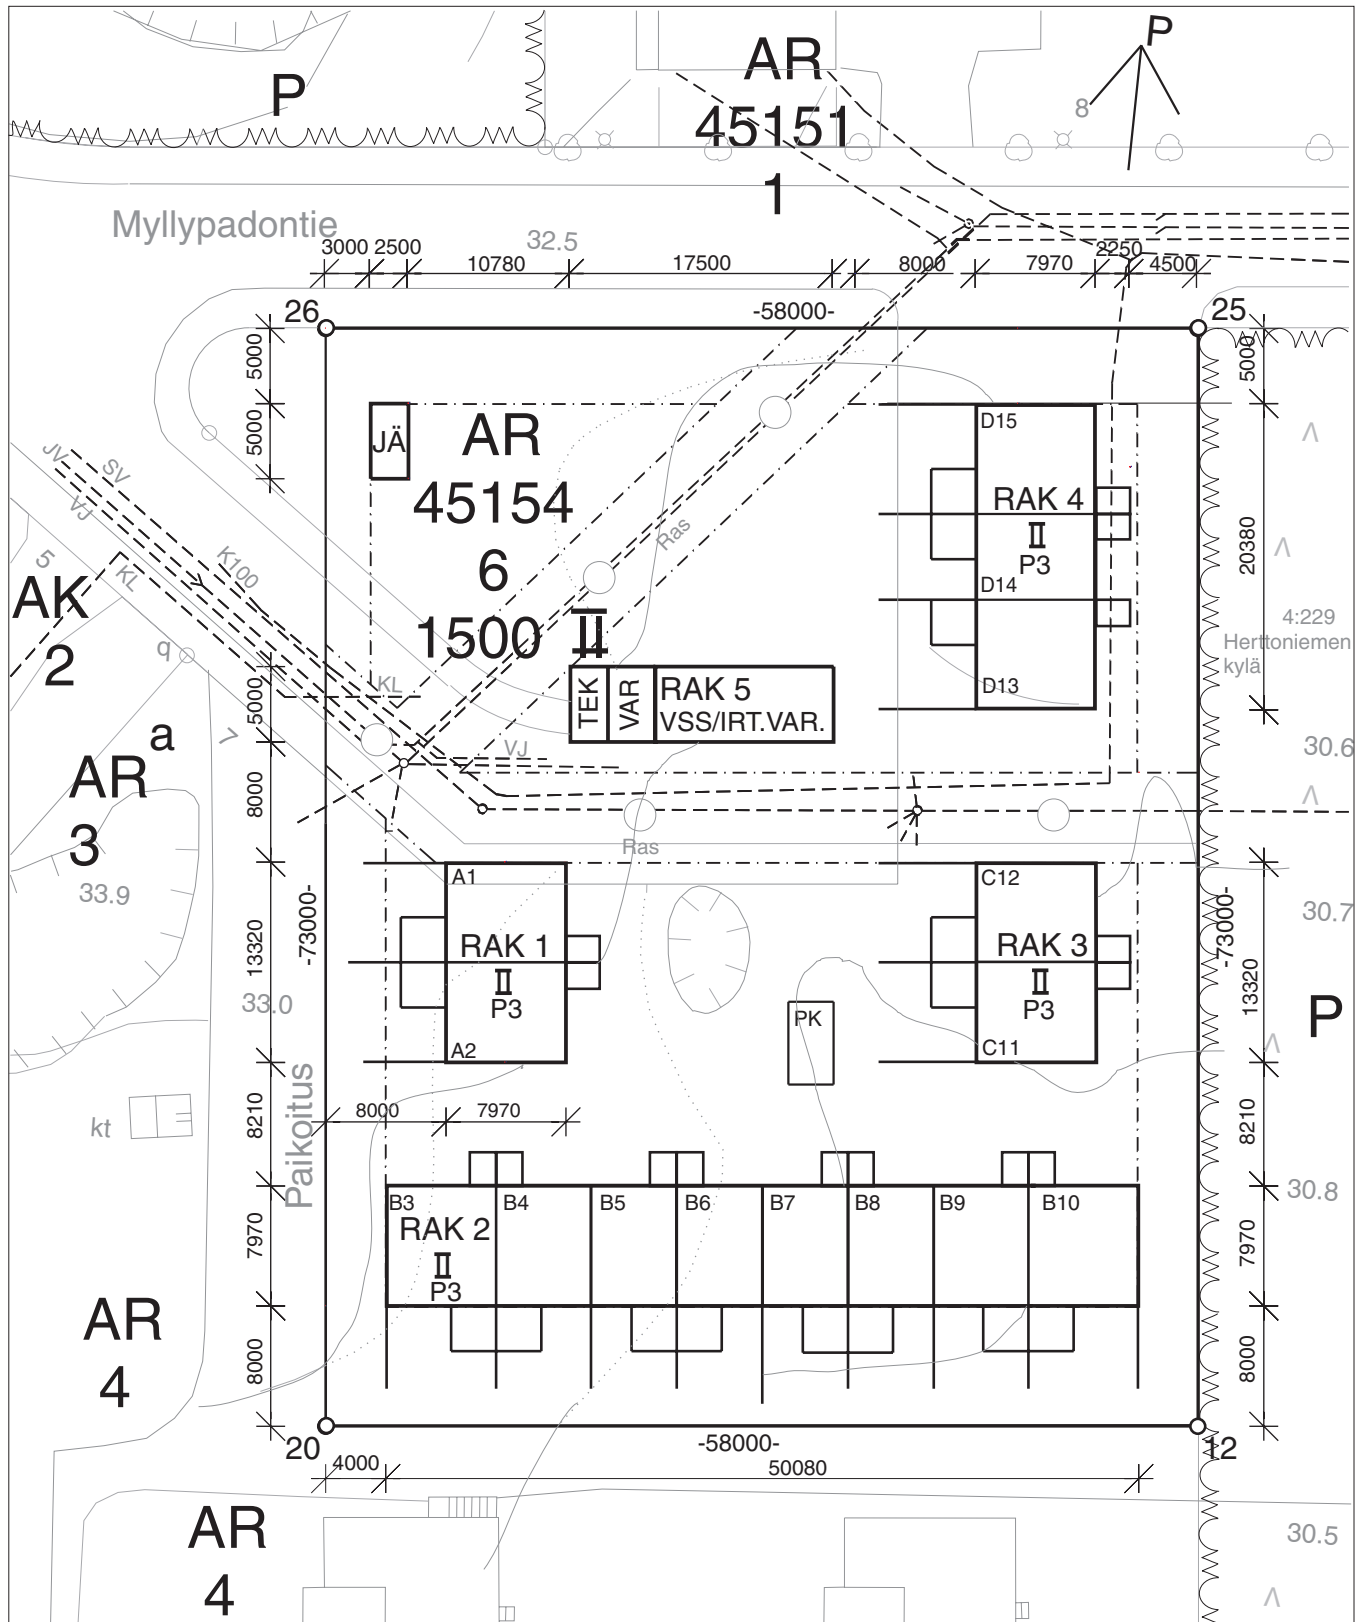 P
P
AR
45151
1
8
Myllypadontie
32.5
3000 2500
10780
17500
8000
7970
2250
4500
26
-58000-
25
5000
5000
5000
JÄ
AR
45154
6
1500 II
D15
RAK 4
II
P3
D14
D13
20380
JV
SV
VJ
K100
KL
Ras
5
AK
2
q
4:229
Herttoniemen
kylä
KL
TEK
VAR
RAK 5
VSS/IRT.VAR.
5000
a
7
AR
3
VJ
30.6
8000
Ras
33.9
A1
RAK 1
II
P3
A2
C12
RAK 3
II
P3
C11
30.7
-73000-
-73000-
13320
13320
33.0
PK
P
Paikoitus
8000
7970
kt
8210
8210
30.8
B3
B4
B5
B6
B7
B8
B9
B10
RAK 2
II
P3
7970
7970
AR
4
8000
8000
20
-58000-
12
4000
50080
AR
4
30.5